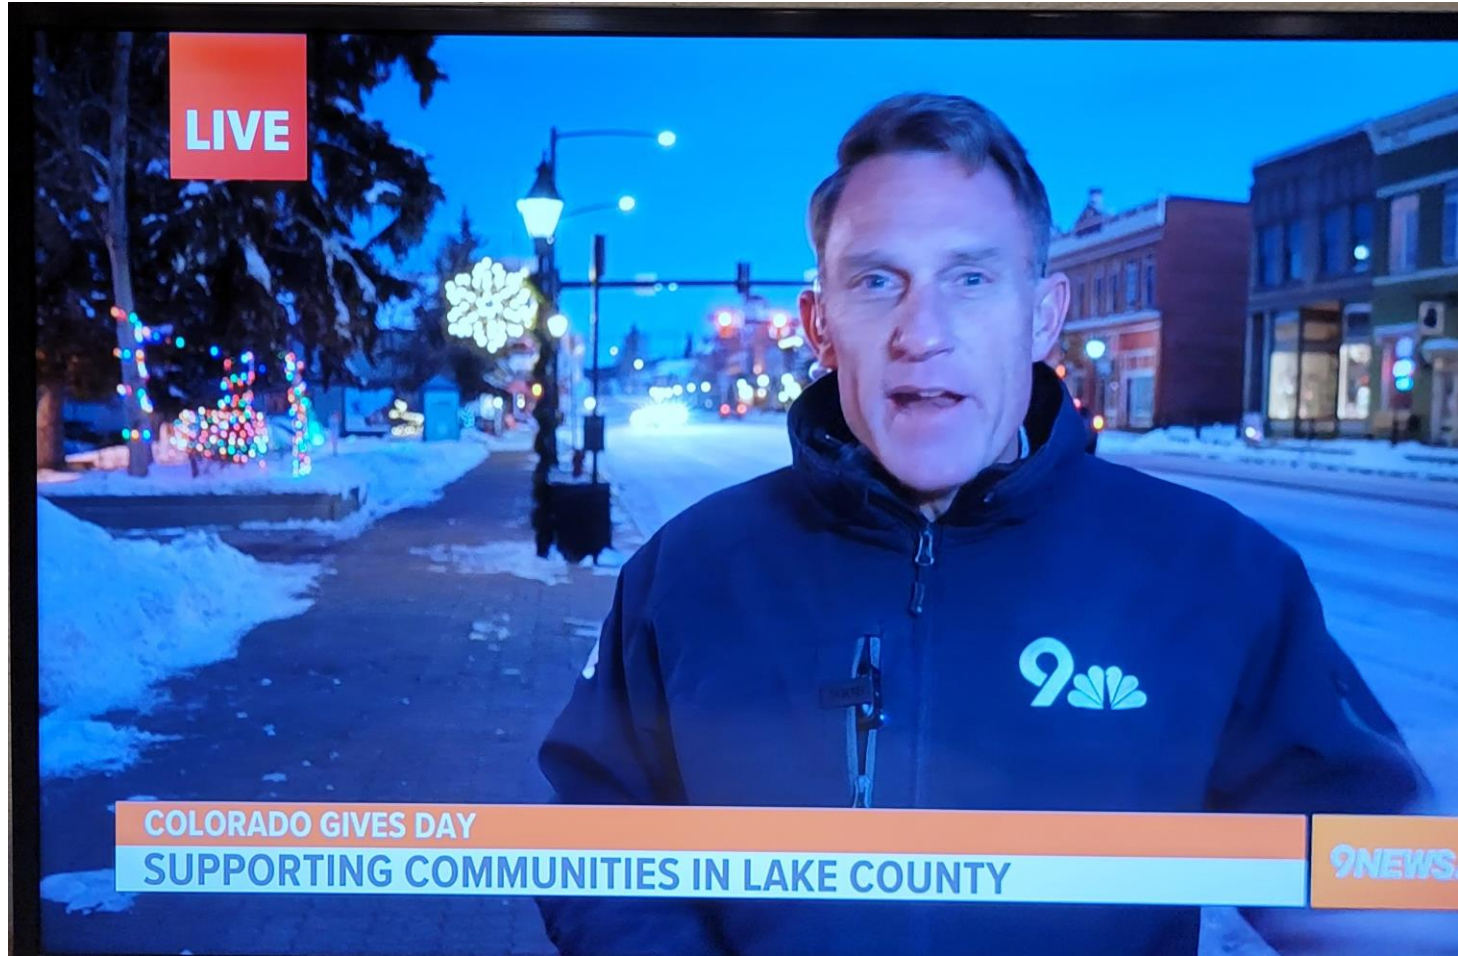 LIVE
9
COLORADO GIVES DAY
SUPPORTING COMMUNITIES IN LAKE COUNTY
9NEWS